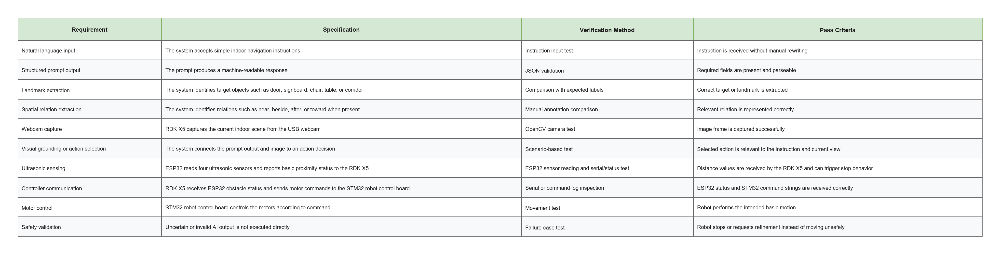 Requirement Specification Verification Method Pass Criteria
Natural language input The system accepts simple indoor navigation instructions Instruction input test Instruction is received without manual rewriting
Structured prompt output The prompt produces a machine-readable response JSON validation Required fields are present and parseable
Landmark extraction The system identifies target objects such as door, signboard, chair, table, or corridor Comparison with expected labels Correct target or landmark is extracted
Spatial relation extraction The system identifies relations such as near, beside, after, or toward when present Manual annotation comparison Relevant relation is represented correctly
Webcam capture RDK X5 captures the current indoor scene from the USB webcam OpenCV camera test Image frame is captured successfully
Visual grounding or action selection The system connects the prompt output and image to an action decision Scenario-based test Selected action is relevant to the instruction and current view
Ultrasonic sensing ESP32 reads four ultrasonic sensors and reports basic proximity status to the RDK X5 ESP32 sensor reading and serial/status test Distance values are received by the RDK X5 and can trigger stop behavior
Controller communication RDK X5 receives ESP32 obstacle status and sends motor commands to the STM32 robot control board Serial or command log inspection ESP32 status and STM32 command strings are received correctly
Motor control STM32 robot control board controls the motors according to command Movement test Robot performs the intended basic motion
Safety validation Uncertain or invalid AI output is not executed directly Failure-case test Robot stops or requests refinement instead of moving unsafely